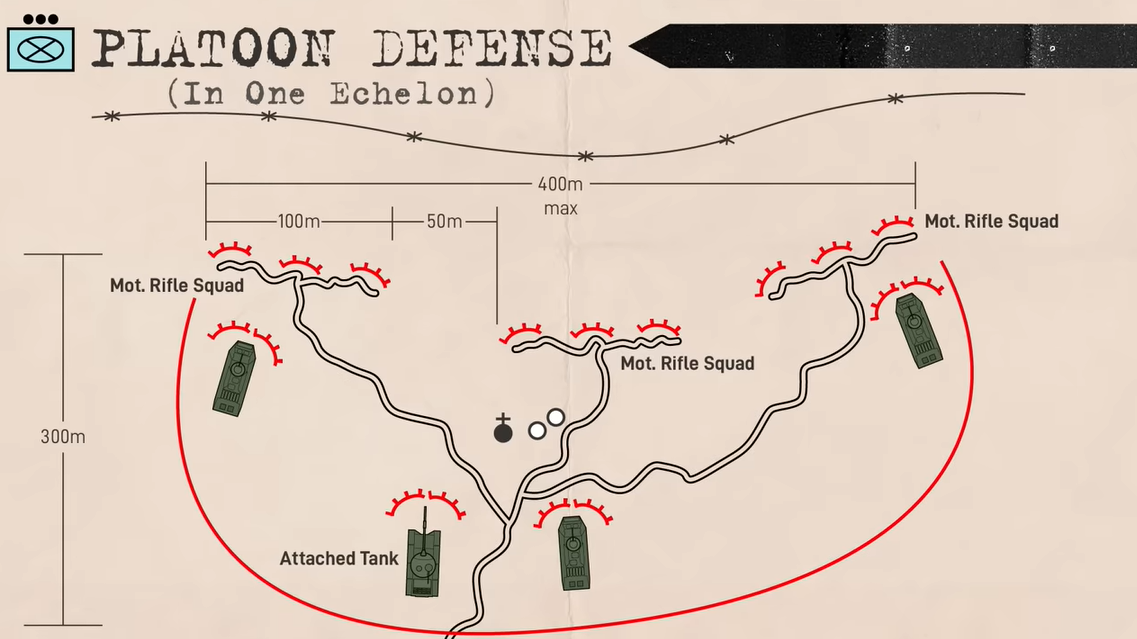 PLATOON DEFENSE
(In One Echelon)
400m
max
100m
50m
Mot. Rifle Squad
Mot. Rifle Squad
Mot. Rifle Squad
300m
Attached Tank